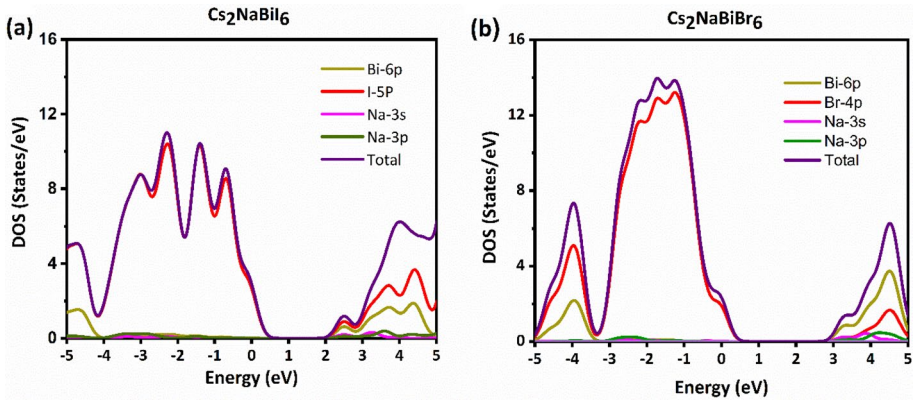 (a)
Cs2NaBiI6
16
12
8
4
0
DOS (States/eV)
Bi-6p
I-5P
Na-3s
Na-3p
Total
-5 -4 -3 -2 -1 0 1 2 3 4 5
Energy (eV)
(b)
Cs2NaBiBr6
16
12
8
4
0
DOS (States/eV)
Bi-6p
Br-4p
Na-3s
Na-3p
Total
-5 -4 -3 -2 -1 0 1 2 3 4 5
Energy (eV)